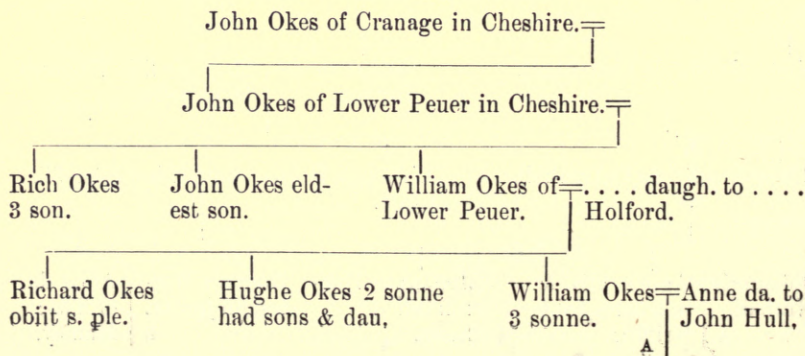 John Okes of Cranage in Cheshire.
John Okes of Lower Peuer in Cheshire.
Rich Okes 3 son.
John Okes eld-
est son.
William Okes of
Lower Peuer.
. . . . daugh. to . . . .
Holford.
Richard Okes
obiit s. ꝓle.
Hughe Okes 2 sonne
had sons & dau,
William Okes
3 sonne.
Anne da. to
John Hull,
A